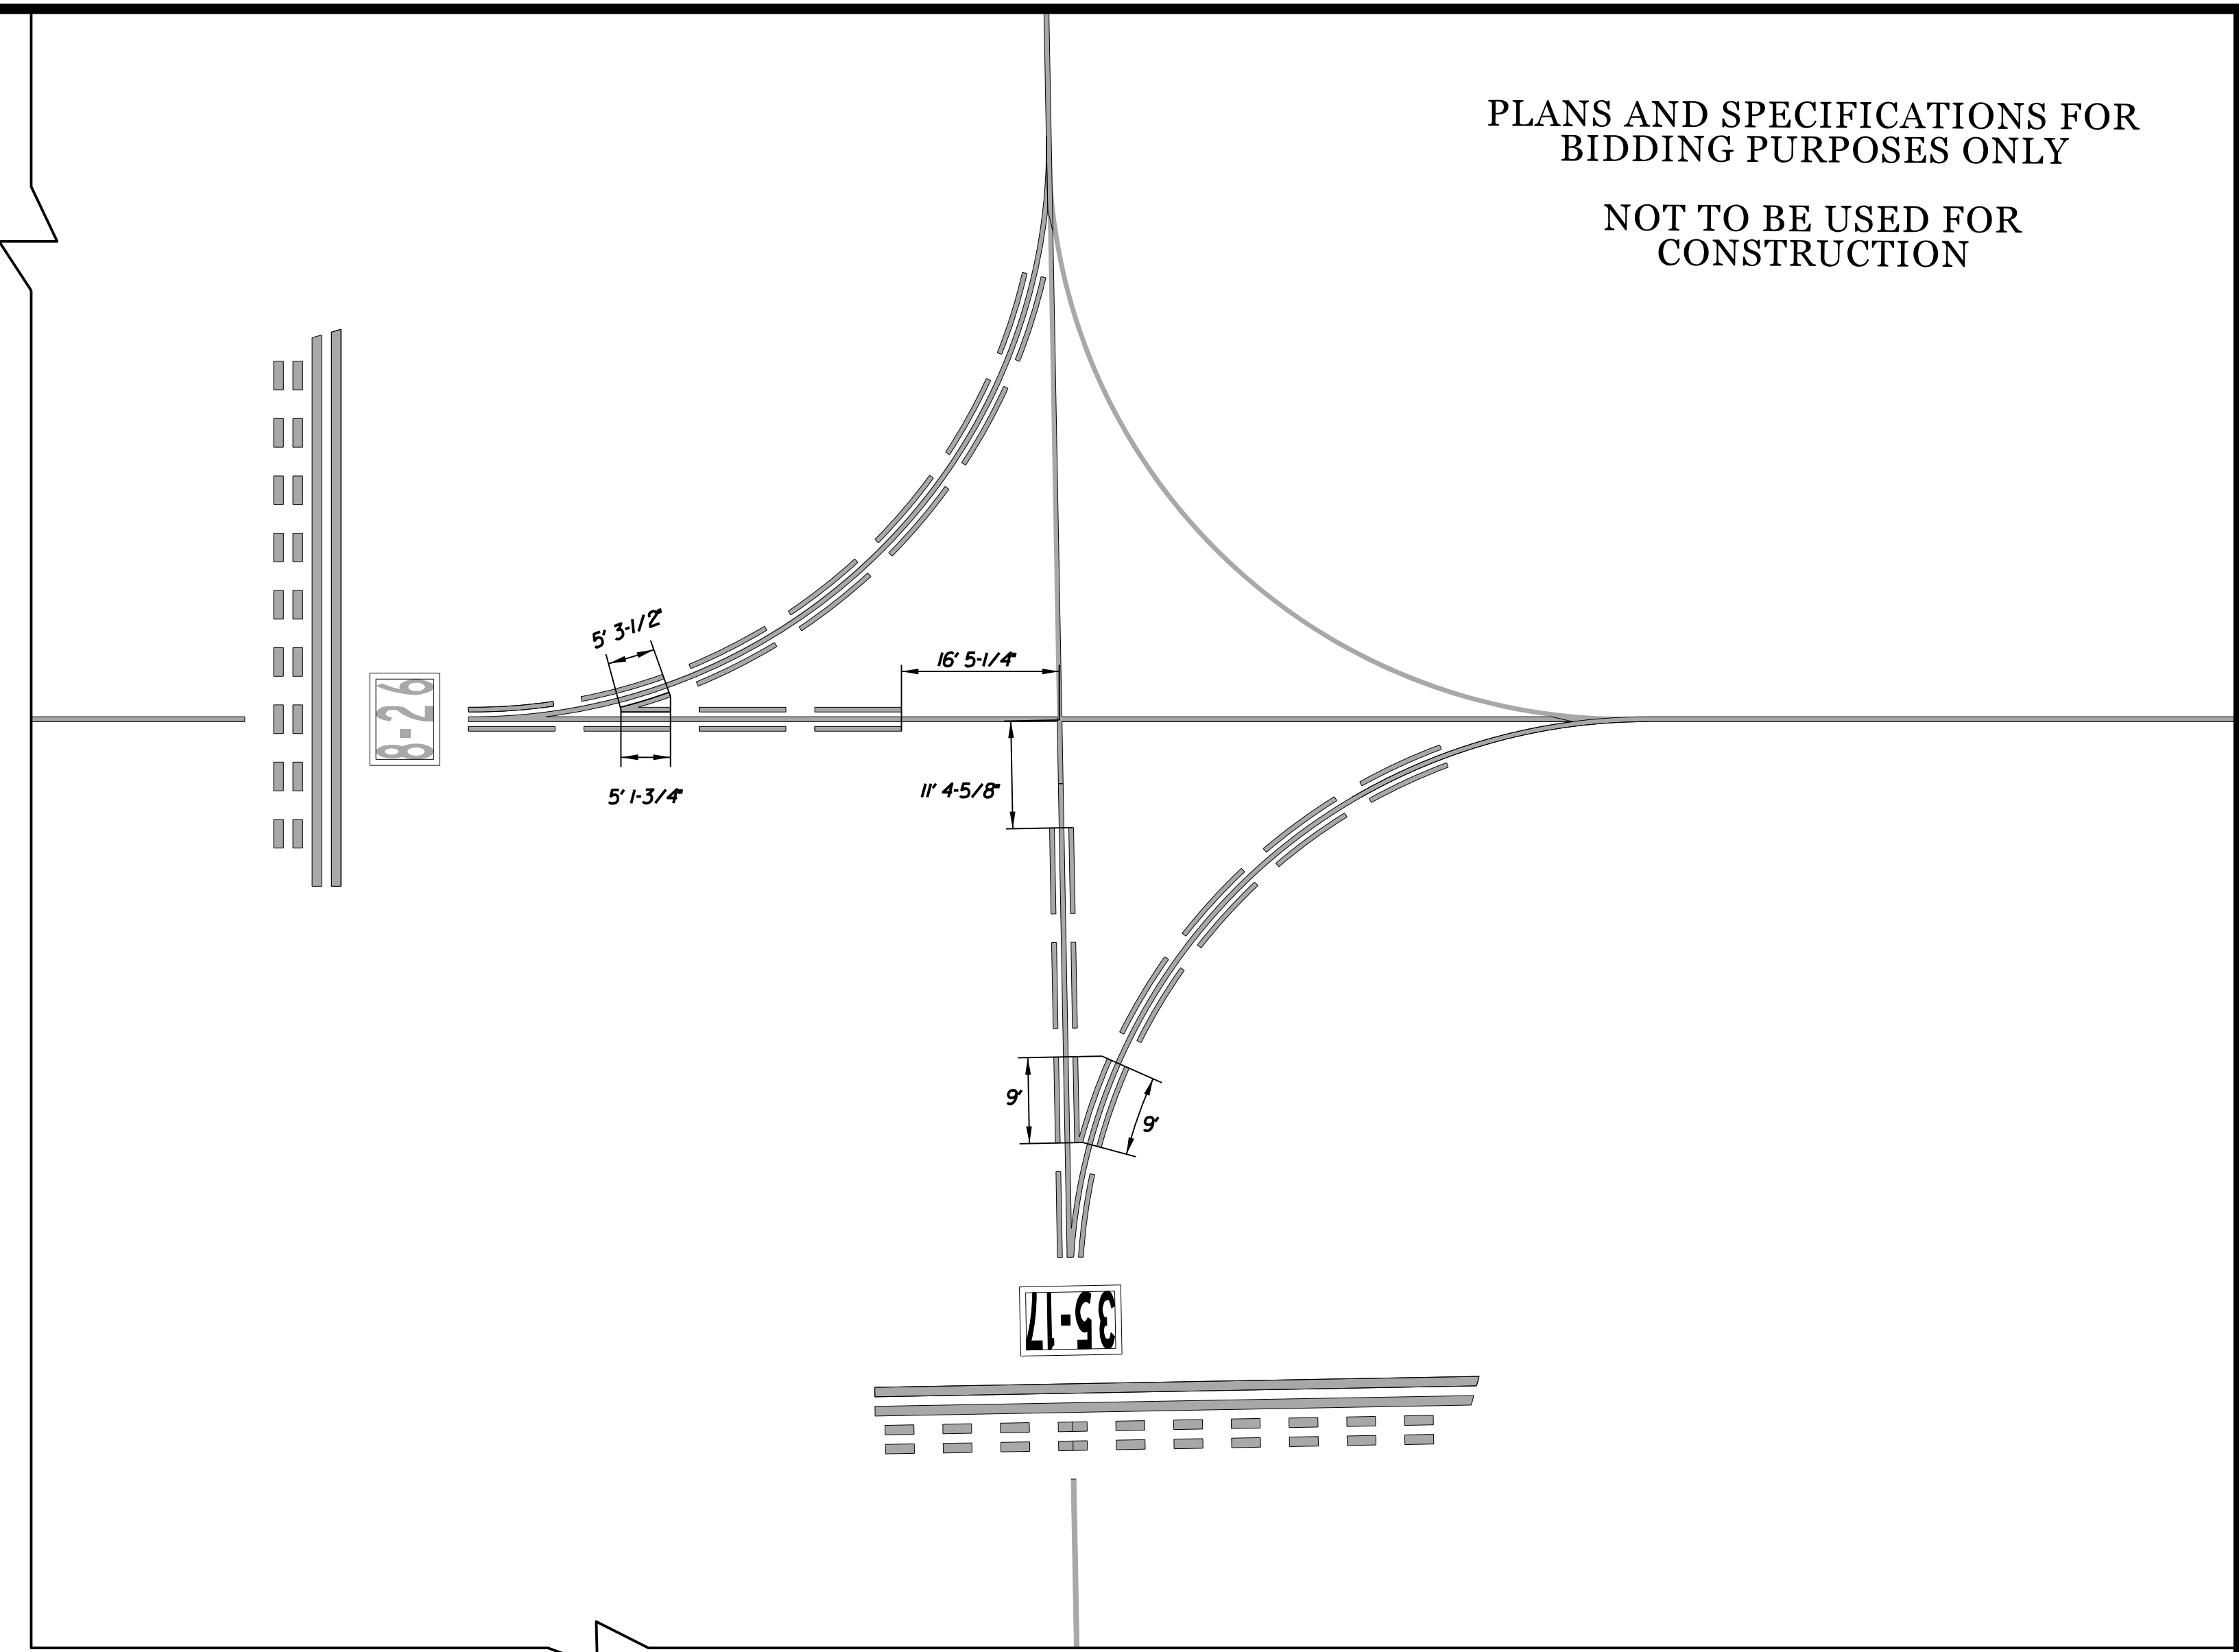 PLANS AND SPECIFICATIONS FOR
BIDDING PURPOSES ONLY
NOT TO BE USED FOR
CONSTRUCTION
5' 3-1/2"
16' 5-1/4"
8-26
5' 1-3/4"
11' 4-5/8"
9'
9'
35-17